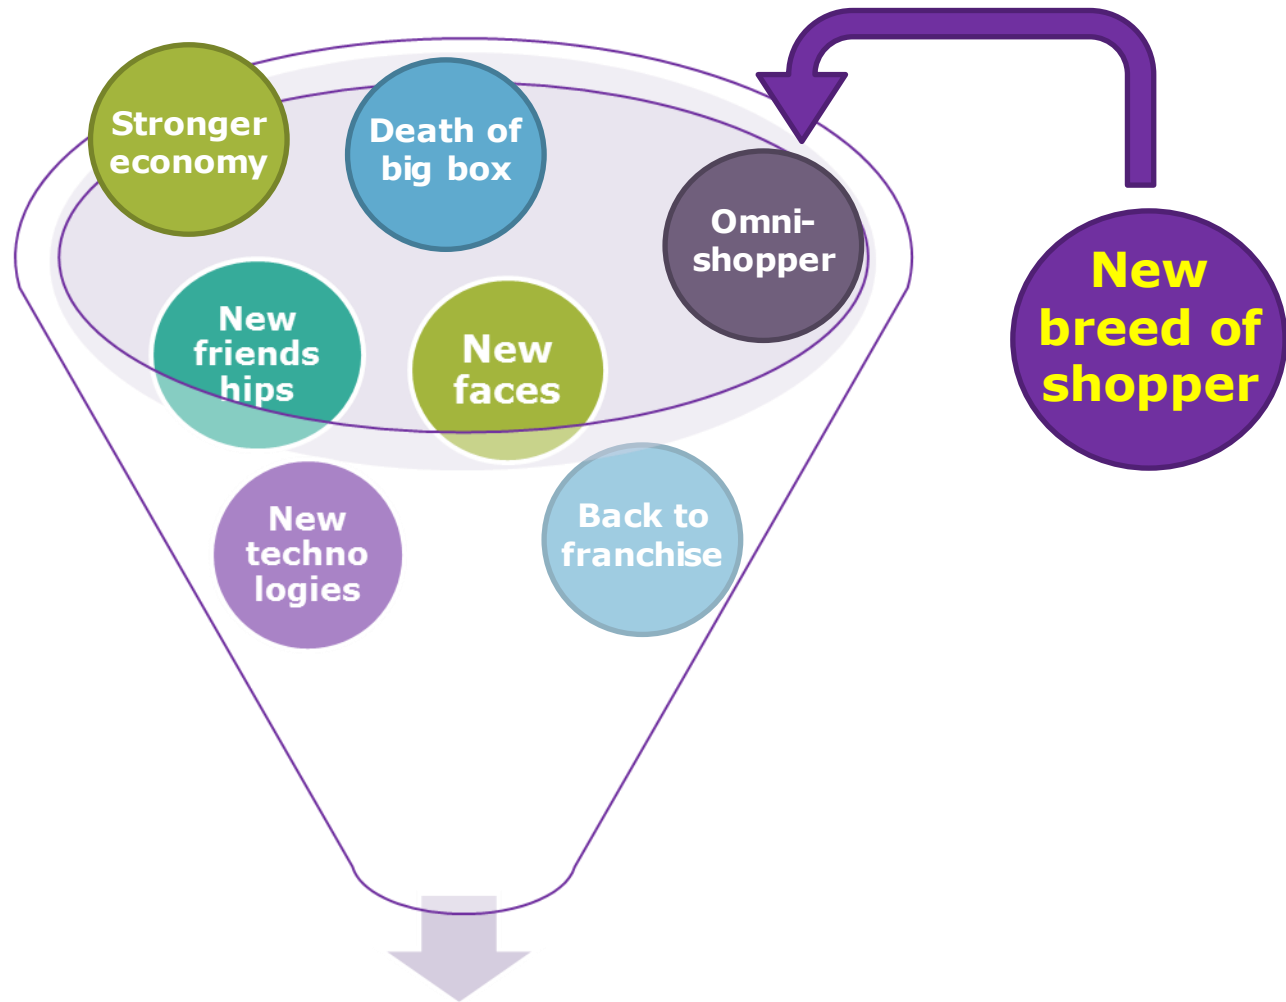 Stronger
economy
Death of
big box
Omni-
shopper
New
breed of
shopper
New
friends
hips
New
faces
New
techno
logies
Back to
franchise